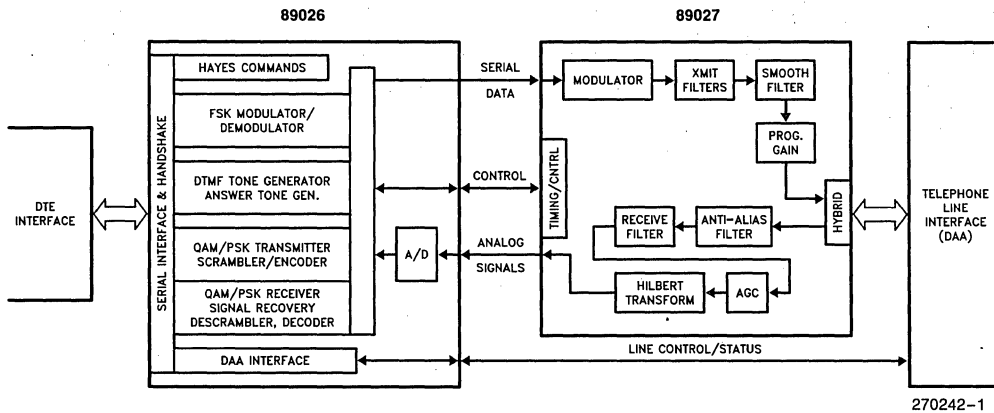 89026
89027
HAYES COMMANDS
FSK MODULATOR/
DEMODULATOR
DTMF TONE GENERATOR
ANSWER TONE GEN.
QAM/PSK TRANSMITTER
SCRAMBLER/ENCODER
QAM/PSK RECEIVER
SIGNAL RECOVERY
DESCRAMBLER, DECODER
DAA INTERFACE
SERIAL INTERFACE & HANDSHAKE
DTE
INTERFACE
A/D
SERIAL
DATA
CONTROL
ANALOG
SIGNALS
TIMING/CNTRL
MODULATOR
XMIT
FILTERS
SMOOTH
FILTER
PROG.
GAIN
HYBRID
RECEIVE
FILTER
ANTI-ALIAS
FILTER
HILBERT
TRANSFORM
AGC
LINE CONTROL/STATUS
TELEPHONE
LINE
INTERFACE
(DAA)
270242-1